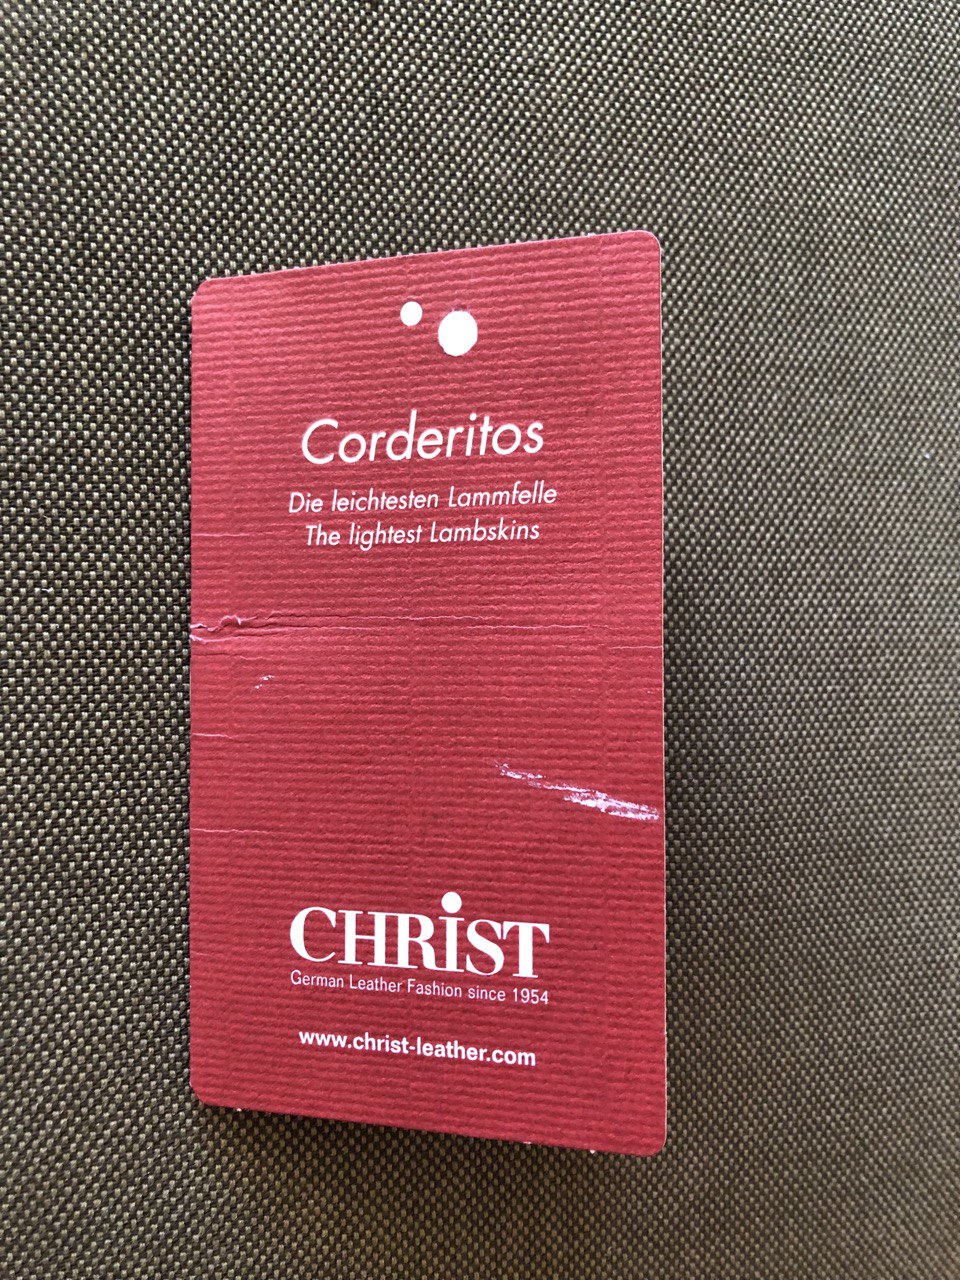 Corderitos
Die leichtesten Lammfelle
The lightest Lambskins
CHRiST
German Leather Fashion since 1954
www.christ-leather.com